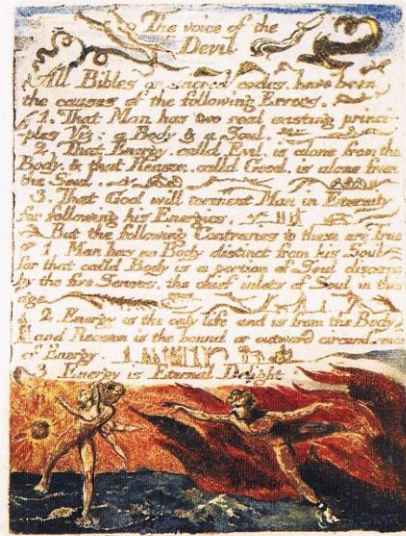 The voice of the
Devil
All Bibles or sacred codes. have been
the causes of the following Errors.
1. That Man has two real existing princi-
ples Viz: a Body & a Soul.
2. That Energy. calld Evil. is alone from the
Body. & that Reason. calld Good. is alone from
the Soul.
3. That God will torment Man in Eternity
for following his Energies.
But the following Contraries to these are True
1 Man has no Body distinct from his Soul
for that calld Body is a portion of Soul discernd
by the five Senses. the chief inlets of Soul in this
age
2 Energy is the only life and is from the Body
and Reason is the bound or outward circumference
of Energy.
3 Energy is Eternal Delight